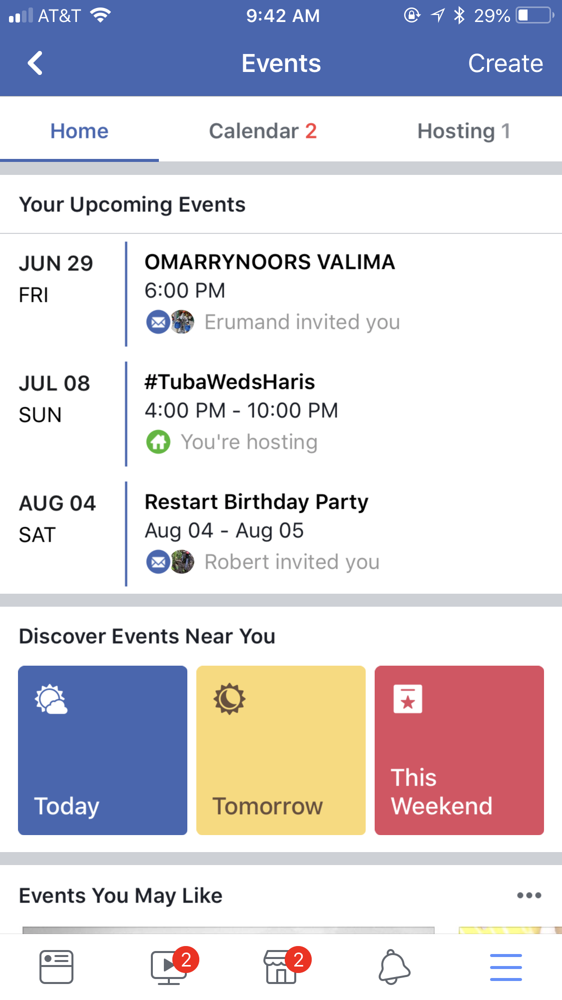 AT&T 9:42 AM 29%
Events Create
Home Calendar 2 Hosting 1
Your Upcoming Events
JUN 29
FRI
OMARRYNOORS VALIMA
6:00 PM
Erumand invited you
JUL 08
SUN
#TubaWedsHaris
4:00 PM - 10:00 PM
You're hosting
AUG 04
SAT
Restart Birthday Party
Aug 04 - Aug 05
Robert invited you
Discover Events Near You
Today
Tomorrow
This
Weekend
Events You May Like
2 2